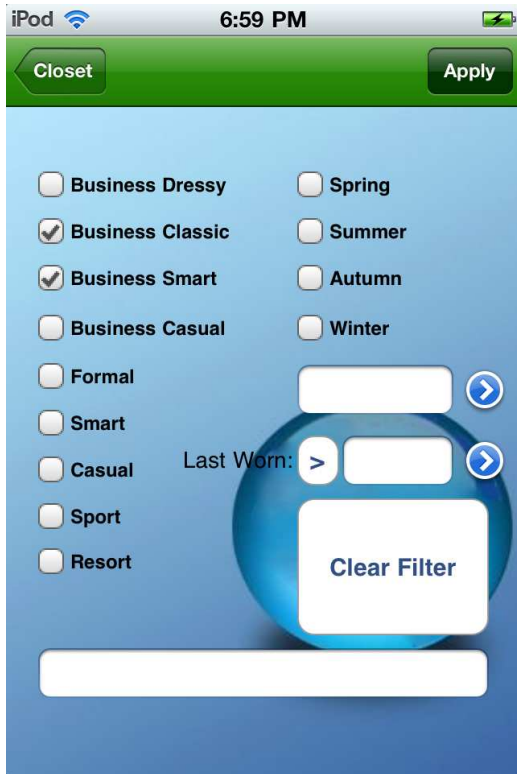 iPod 6:59 PM
Closet Apply
Business Dressy Spring
Business Classic Summer
Business Smart Autumn
Business Casual Winter
Formal
Smart
Last Worn: >
Casual
Sport
Resort
Clear Filter